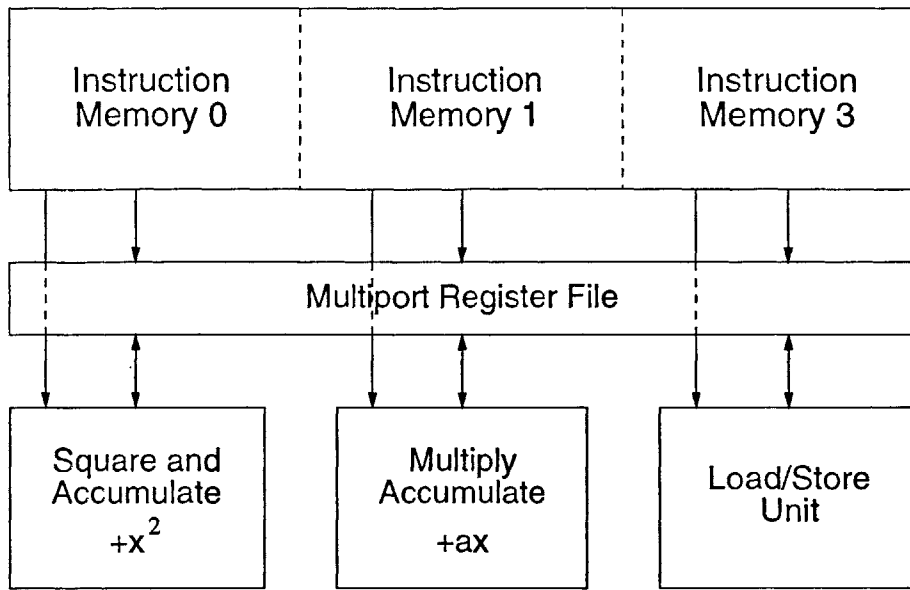 Instruction
Memory 0
Instruction
Memory 1
Instruction
Memory 3
Multiport Register File
Square and
Accumulate
+x²
Multiply
Accumulate
+ax
Load/Store
Unit